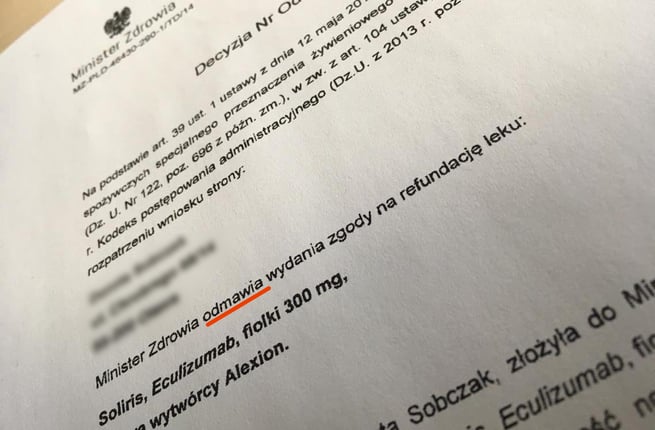 Minister Zdrowia
MZ-PLD-46430-290-1/TD/14
Decyzja Nr
Na podstawie art. 39 ust. 1 ustawy z dnia 12 maja
spożywczych specjalnego przeznaczenia żywieniowego
(Dz. U. Nr 122, poz. 696 z późn. zm.), w zw. z art. 104 ustaw
r. Kodeks postępowania administracyjnego (Dz. U. z 2013 r. poz
rozpatrzeniu wniosku strony:
Minister Zdrowia odmawia wydania zgody na refundację leku:
Soliris, Eculizumab, fiolki 300 mg,
wytwórcy Alexion.
Sobczak, złożyła do Min
Eculizumab, fio